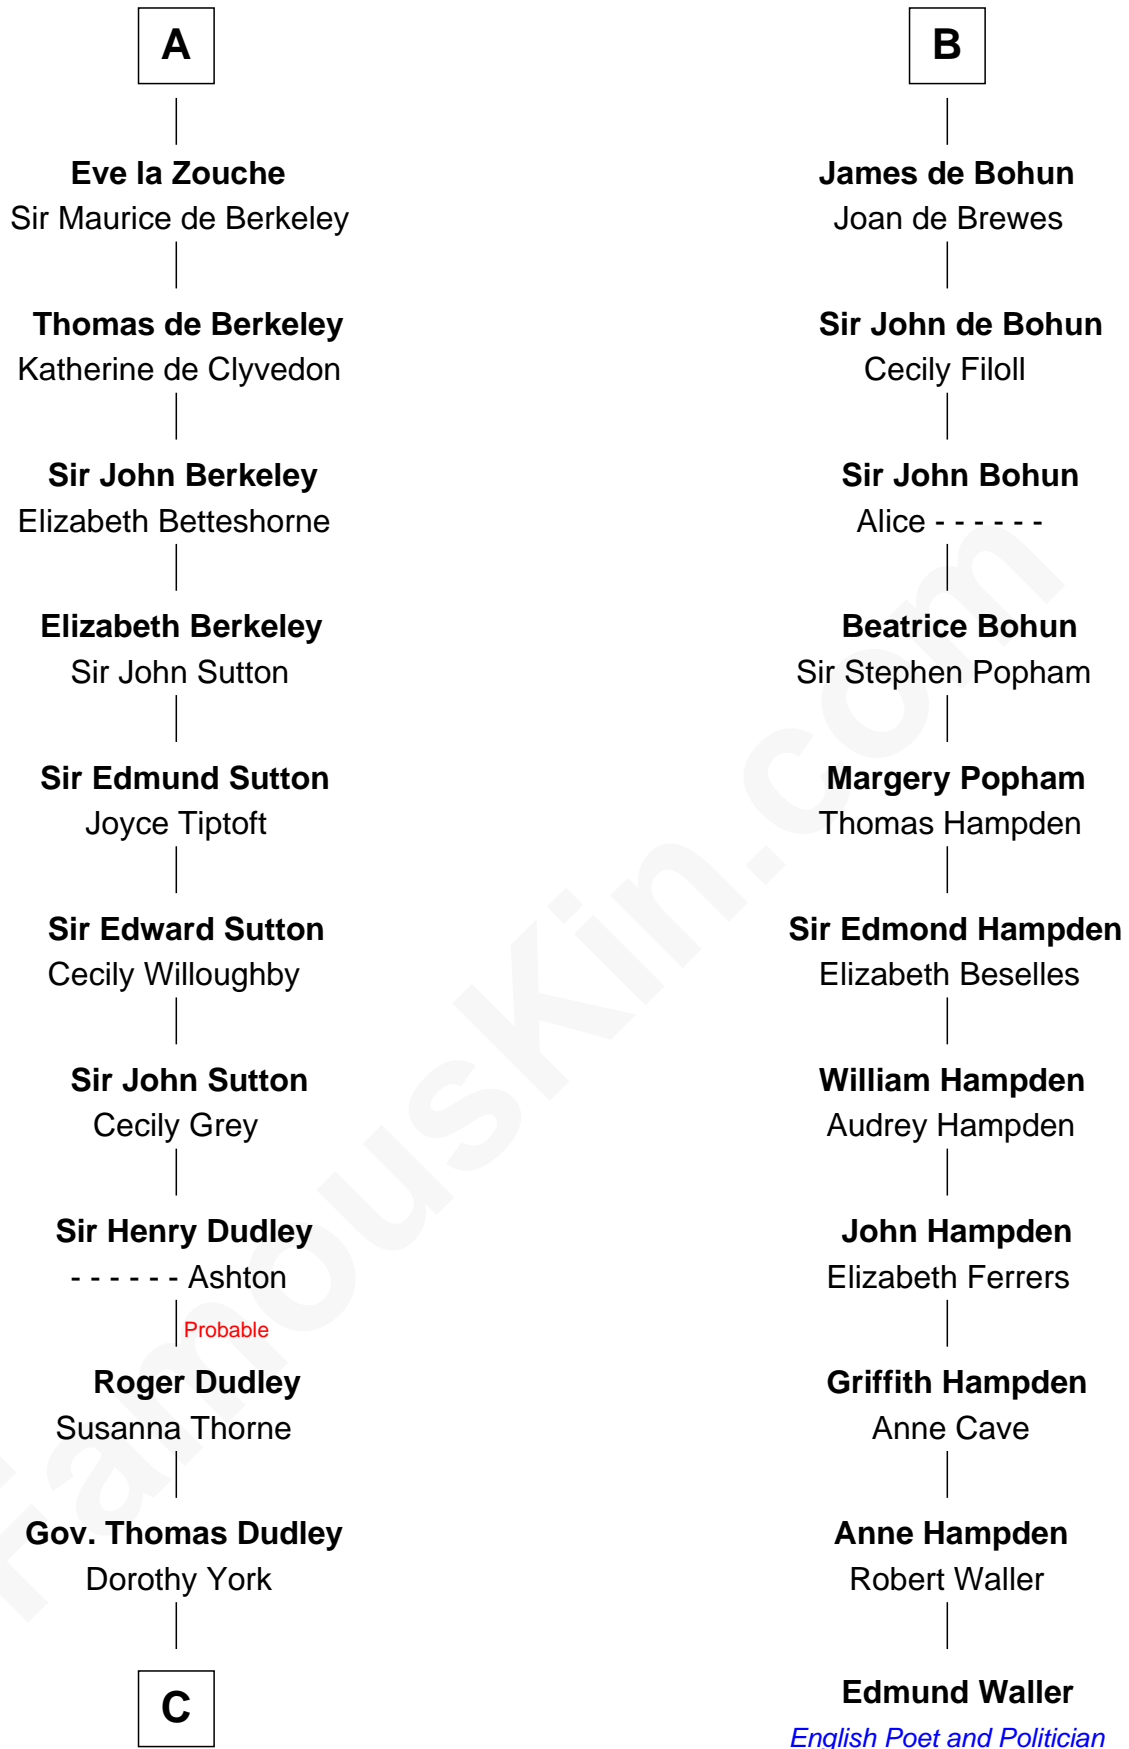 A
Eve la Zouche
Sir Maurice de Berkeley
Thomas de Berkeley
Katherine de Clyvedon
Sir John Berkeley
Elizabeth Betteshorne
Elizabeth Berkeley
Sir John Sutton
Sir Edmund Sutton
Joyce Tiptoft
Sir Edward Sutton
Cecily Willoughby
Sir John Sutton
Cecily Grey
Sir Henry Dudley
- - - - - - Ashton
Probable
Roger Dudley
Susanna Thorne
Gov. Thomas Dudley
Dorothy York
C
B
James de Bohun
Joan de Brewes
Sir John de Bohun
Cecily Filoll
Sir John Bohun
Alice - - - - - -
Beatrice Bohun
Sir Stephen Popham
Margery Popham
Thomas Hampden
Sir Edmond Hampden
Elizabeth Beselles
William Hampden
Audrey Hampden
John Hampden
Elizabeth Ferrers
Griffith Hampden
Anne Cave
Anne Hampden
Robert Waller
Edmund Waller
English Poet and Politician
FamousKin.com